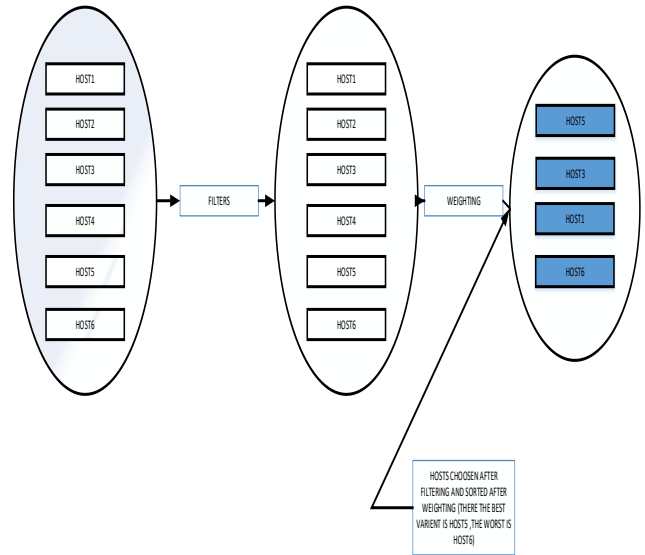 HOST1
HOST2
HOST3
HOST4
HOST5
HOST6
FILTERS
HOST1
HOST2
HOST3
HOST4
HOST5
HOST6
WEIGHTING
HOST5
HOST3
HOST1
HOST6
HOSTS CHOOSEN AFTER
FILTERING AND SORTED AFTER
WEIGHTING (THERE THE BEST
VARIENT IS HOST5 ,THE WORST IS
HOST6)